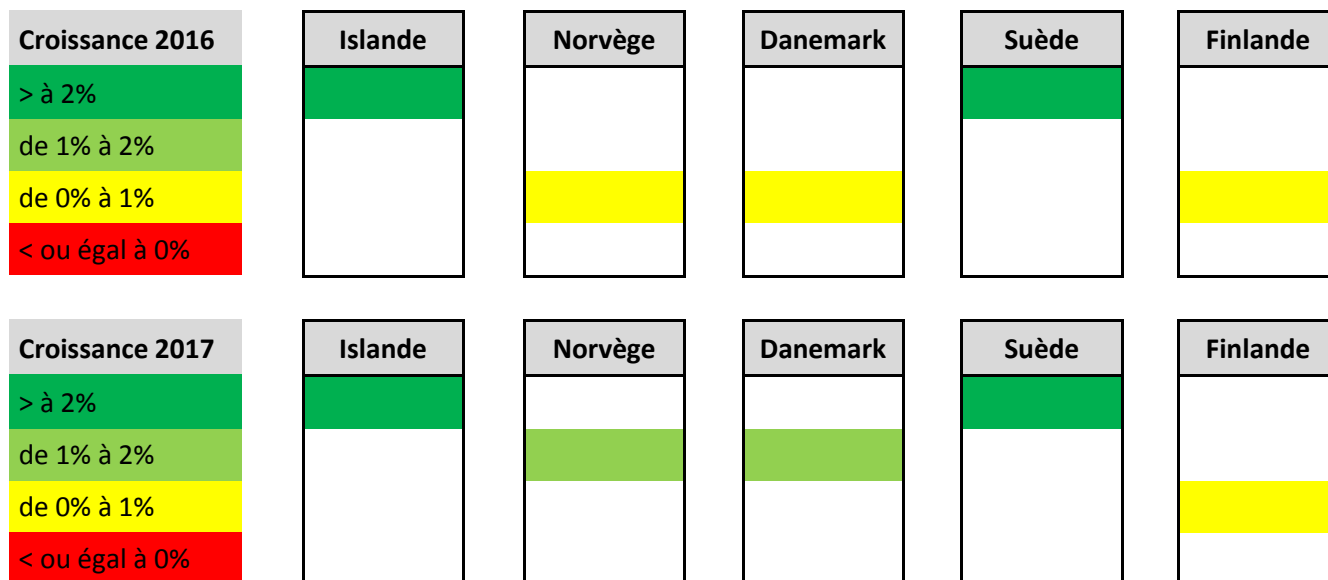 Croissance 2016 Islande Norvège Danemark Suède Finlande
> à 2%
de 1% à 2%
de 0% à 1%
< ou égal à 0%
Croissance 2017 Islande Norvège Danemark Suède Finlande
> à 2%
de 1% à 2%
de 0% à 1%
< ou égal à 0%